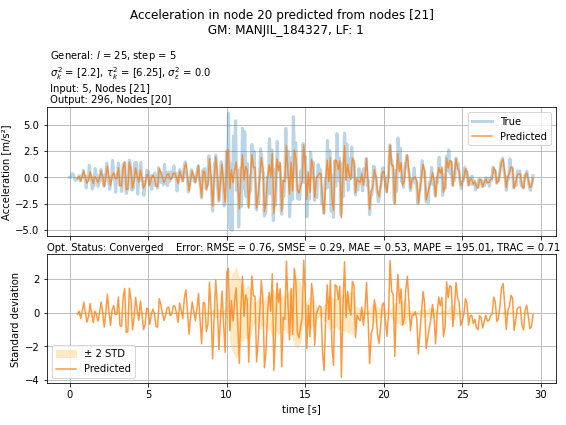 Acceleration in node 20 predicted from nodes [21]
GM: MANJIL_184327, LF: 1
General: l = 25, step = 5
σ²ₖ = [2.2], τ²ₖ = [6.25], σ²ε = 0.0
Input: 5, Nodes [21]
Output: 296, Nodes [20]
True
Predicted
5.0
2.5
0.0
−2.5
−5.0
Acceleration [m/s²]
Opt. Status: Converged Error: RMSE = 0.76, SMSE = 0.29, MAE = 0.53, MAPE = 195.01, TRAC = 0.71
2
0
−2
−4
Standard deviation
± 2 STD
Predicted
0 5 10 15 20 25 30
time [s]